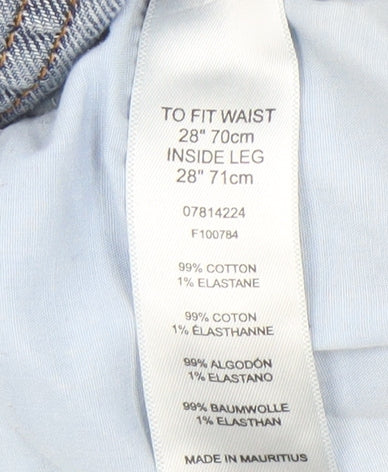 TO FIT WAIST
28" 70cm
INSIDE LEG
28" 71cm
07814224
F100784
99% COTTON
1% ELASTANE
99% COTON
1% ÉLASTHANNE
99% ALGODÓN
1% ELASTANO
99% BAUMWOLLE
1% ELASTHAN
MADE IN MAURITIUS